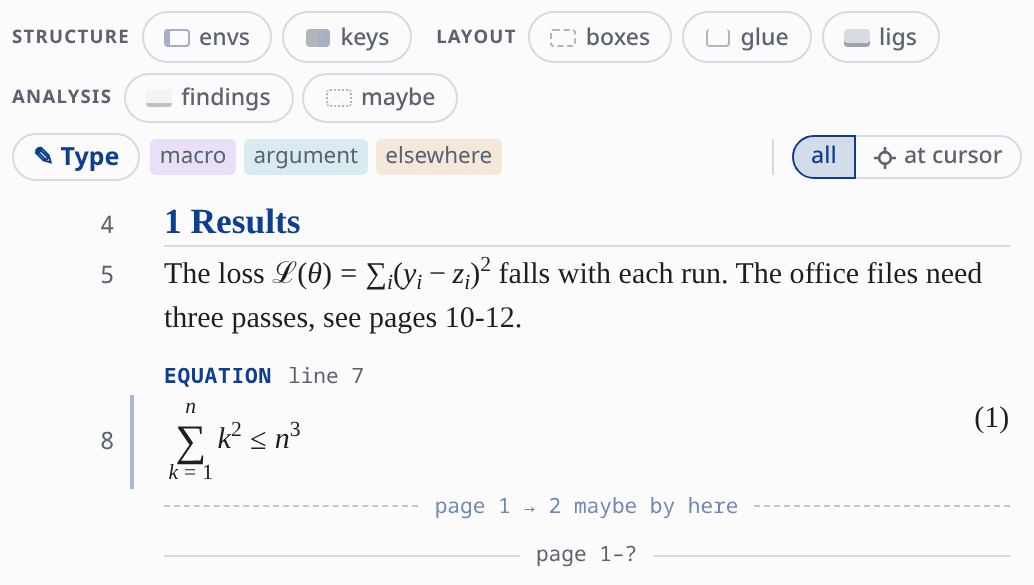 STRUCTURE envs keys LAYOUT boxes glue ligs
ANALYSIS findings maybe
✎ Type macro argument elsewhere all at cursor
4 1 Results
5 The loss ℒ(θ) = ∑ᵢ(yᵢ − zᵢ)² falls with each run. The office files need
three passes, see pages 10-12.
EQUATION line 7
n
8 ∑ k² ≤ n³ (1)
k = 1
page 1 → 2 maybe by here
page 1–?